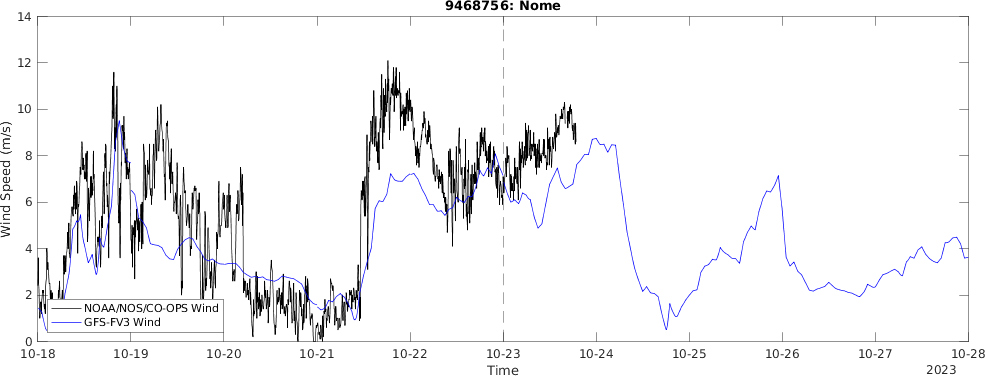 9468756: Nome
Wind Speed (m/s)
14
12
10
8
6
4
2
0
NOAA/NOS/CO-OPS Wind
GFS-FV3 Wind
10-18 10-19 10-20 10-21 10-22 10-23 10-24 10-25 10-26 10-27 10-28
Time
2023